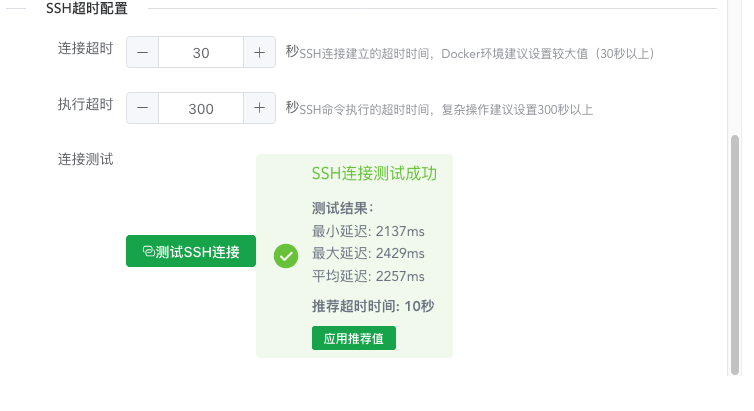 SSH超时配置
连接超时
30
秒SSH连接建立的超时时间，Docker环境建议设置较大值（30秒以上）
执行超时
300
秒SSH命令执行的超时时间，复杂操作建议设置300秒以上
连接测试
测试SSH连接
SSH连接测试成功
测试结果：
最小延迟: 2137ms
最大延迟: 2429ms
平均延迟: 2257ms
推荐超时时间: 10秒
应用推荐值